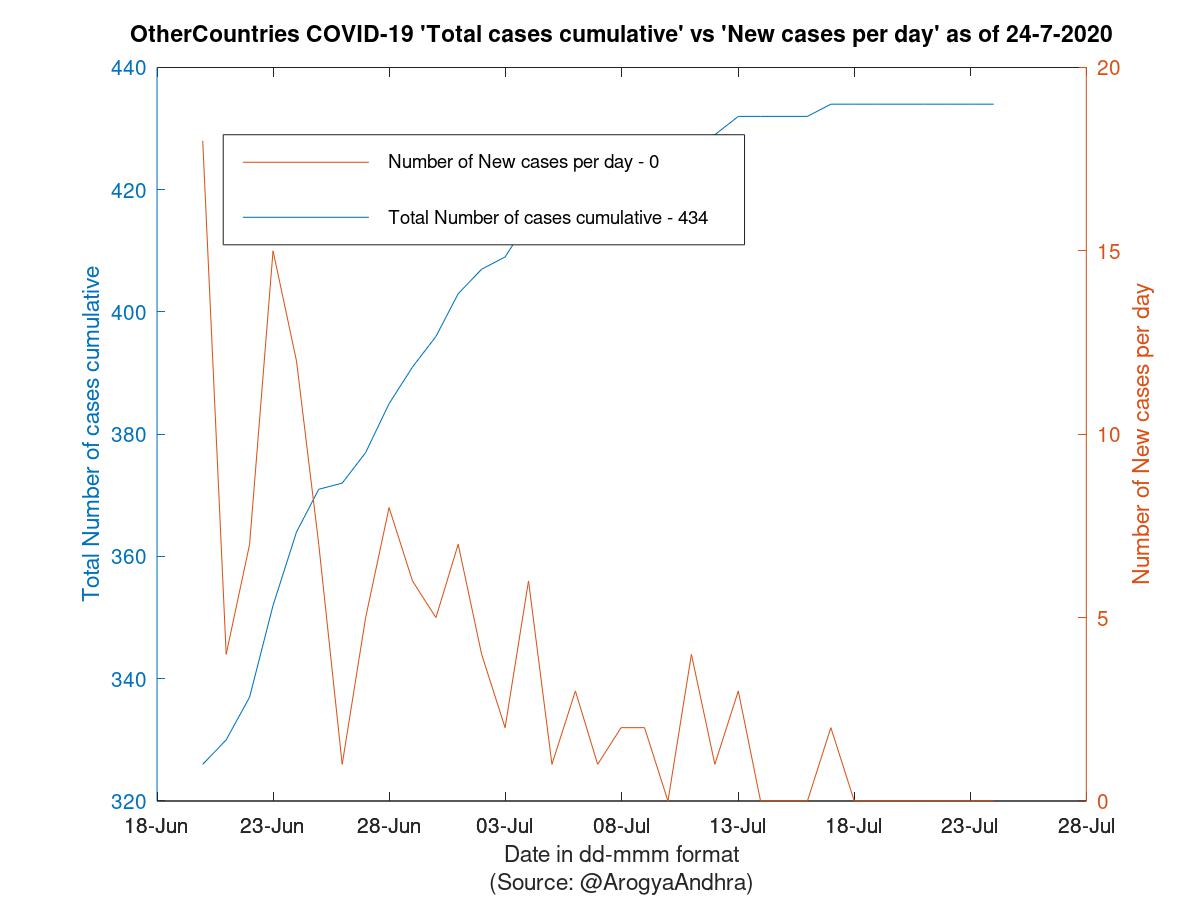 OtherCountries COVID-19 'Total cases cumulative' vs 'New cases per day' as of 24-7-2020
440
420
400
380
360
340
320
20
15
10
5
0
Total Number of cases cumulative
Number of New cases per day
Number of New cases per day - 0
Total Number of cases cumulative - 434
18-Jun 23-Jun 28-Jun 03-Jul 08-Jul 13-Jul 18-Jul 23-Jul 28-Jul
Date in dd-mmm format
(Source: @ArogyaAndhra)